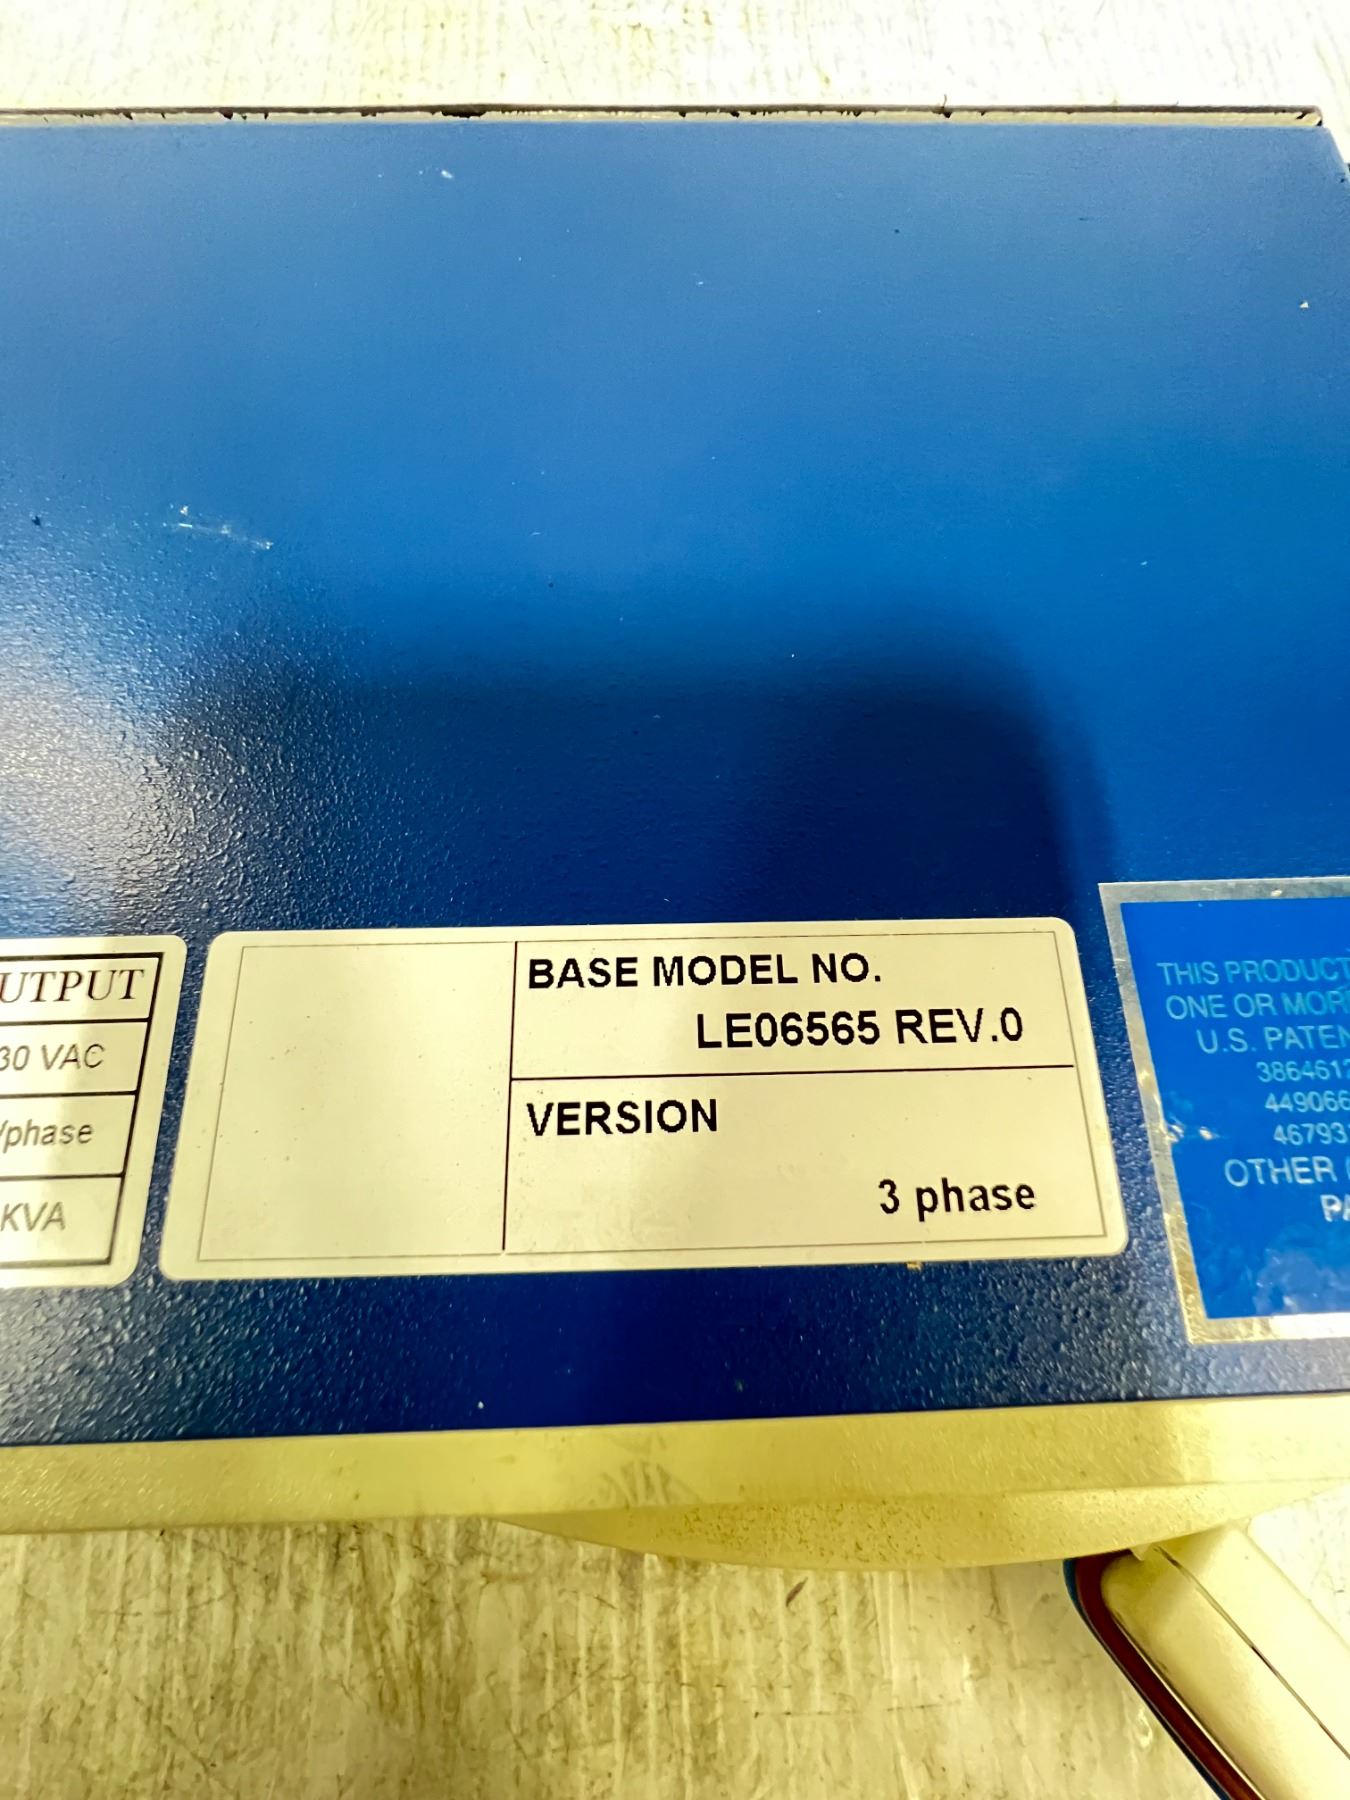 UTPUT
30 VAC
/phase
KVA
BASE MODEL NO.
LE06565 REV.0
VERSION
3 phase
THIS PRODUCT
ONE OR MOR
U.S. PATEN
386461
449066
46793
OTHER
PA